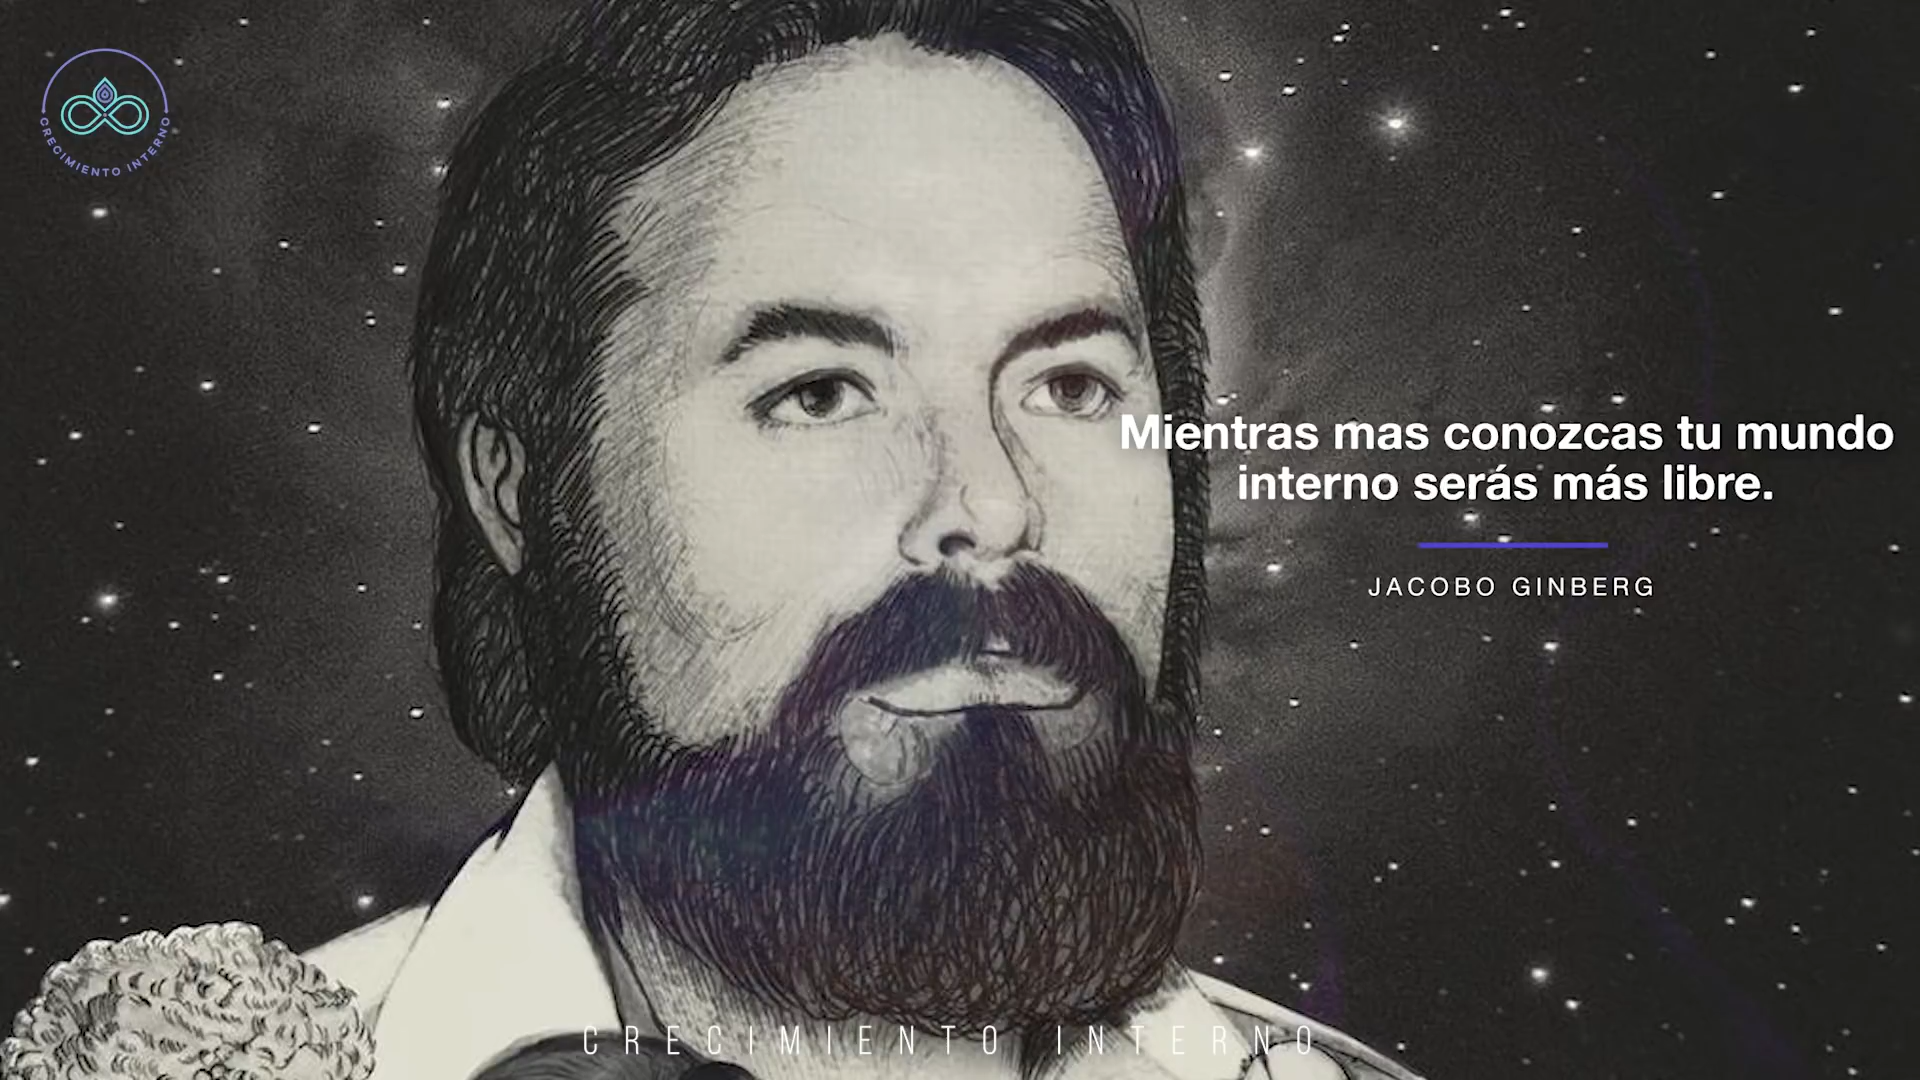 CRECIMIENTO INTERNO
Mientras mas conozcas tu mundo
interno serás más libre.
JACOBO GINBERG
CRECIMIENTO INTERNO